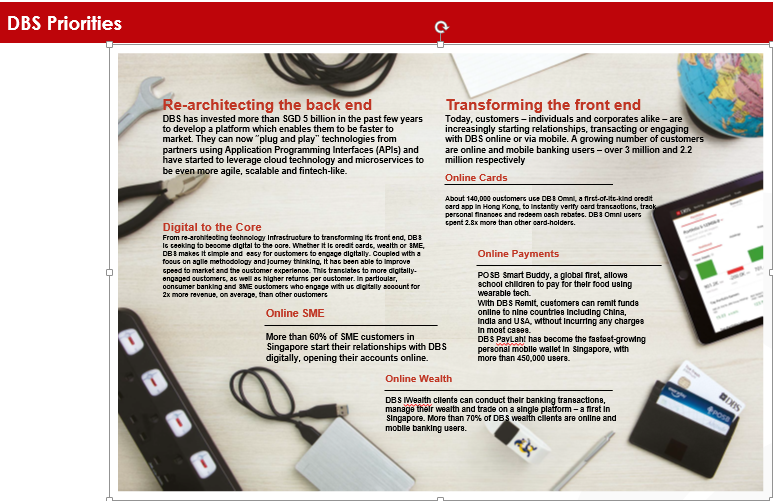 DBS Priorities
Re-architecting the back end
DBS has invested more than SGD 5 billion in the past few years
to develop a platform which enables them to be faster to
market. They can now “plug and play” technologies from
partners using Application Programming Interfaces (APIs) and
have started to leverage cloud technology and microservices to
be even more agile, scalable and fintech-like.
Digital to the Core
From re-architecting technology infrastructure to transforming its front end, DBS
is seeking to become digital to the core. Whether it is credit cards, wealth or SME,
DBS makes it simple and easy for customers to engage digitally. Coupled with a
focus on agile methodology and journey thinking, it has been able to improve
speed to market and the customer experience. This translates to more digitally-
engaged customers, as well as higher returns per customer. In particular,
consumer banking and SME customers who engage with us digitally account for
2x more revenue, on average, than other customers
Online SME
More than 60% of SME customers in
Singapore start their relationships with DBS
digitally, opening their accounts online.
Transforming the front end
Today, customers – individuals and corporates alike – are
increasingly starting relationships, transacting or engaging
with DBS online or via mobile. A growing number of customers
are online and mobile banking users – over 3 million and 2.2
million respectively
Online Cards
About 140,000 customers use DBS Omni, a first-of-its-kind credit
card app in Hong Kong, to instantly verify card transactions, track
personal finances and redeem cash rebates. DBS Omni users
spent 2.8x more than other card-holders.
Online Payments
POSB Smart Buddy, a global first, allows
school children to pay for their food using
wearable tech.
With DBS Remit, customers can remit funds
online to nine countries including China,
India and USA, without incurring any charges
in most cases.
DBS PayLah! has become the fastest-growing
personal mobile wallet in Singapore, with
more than 450,000 users.
Online Wealth
DBS iWealth clients can conduct their banking transactions,
manage their wealth and trade on a single platform – a first in
Singapore. More than 70% of DBS wealth clients are online and
mobile banking users.
DBS
POSB